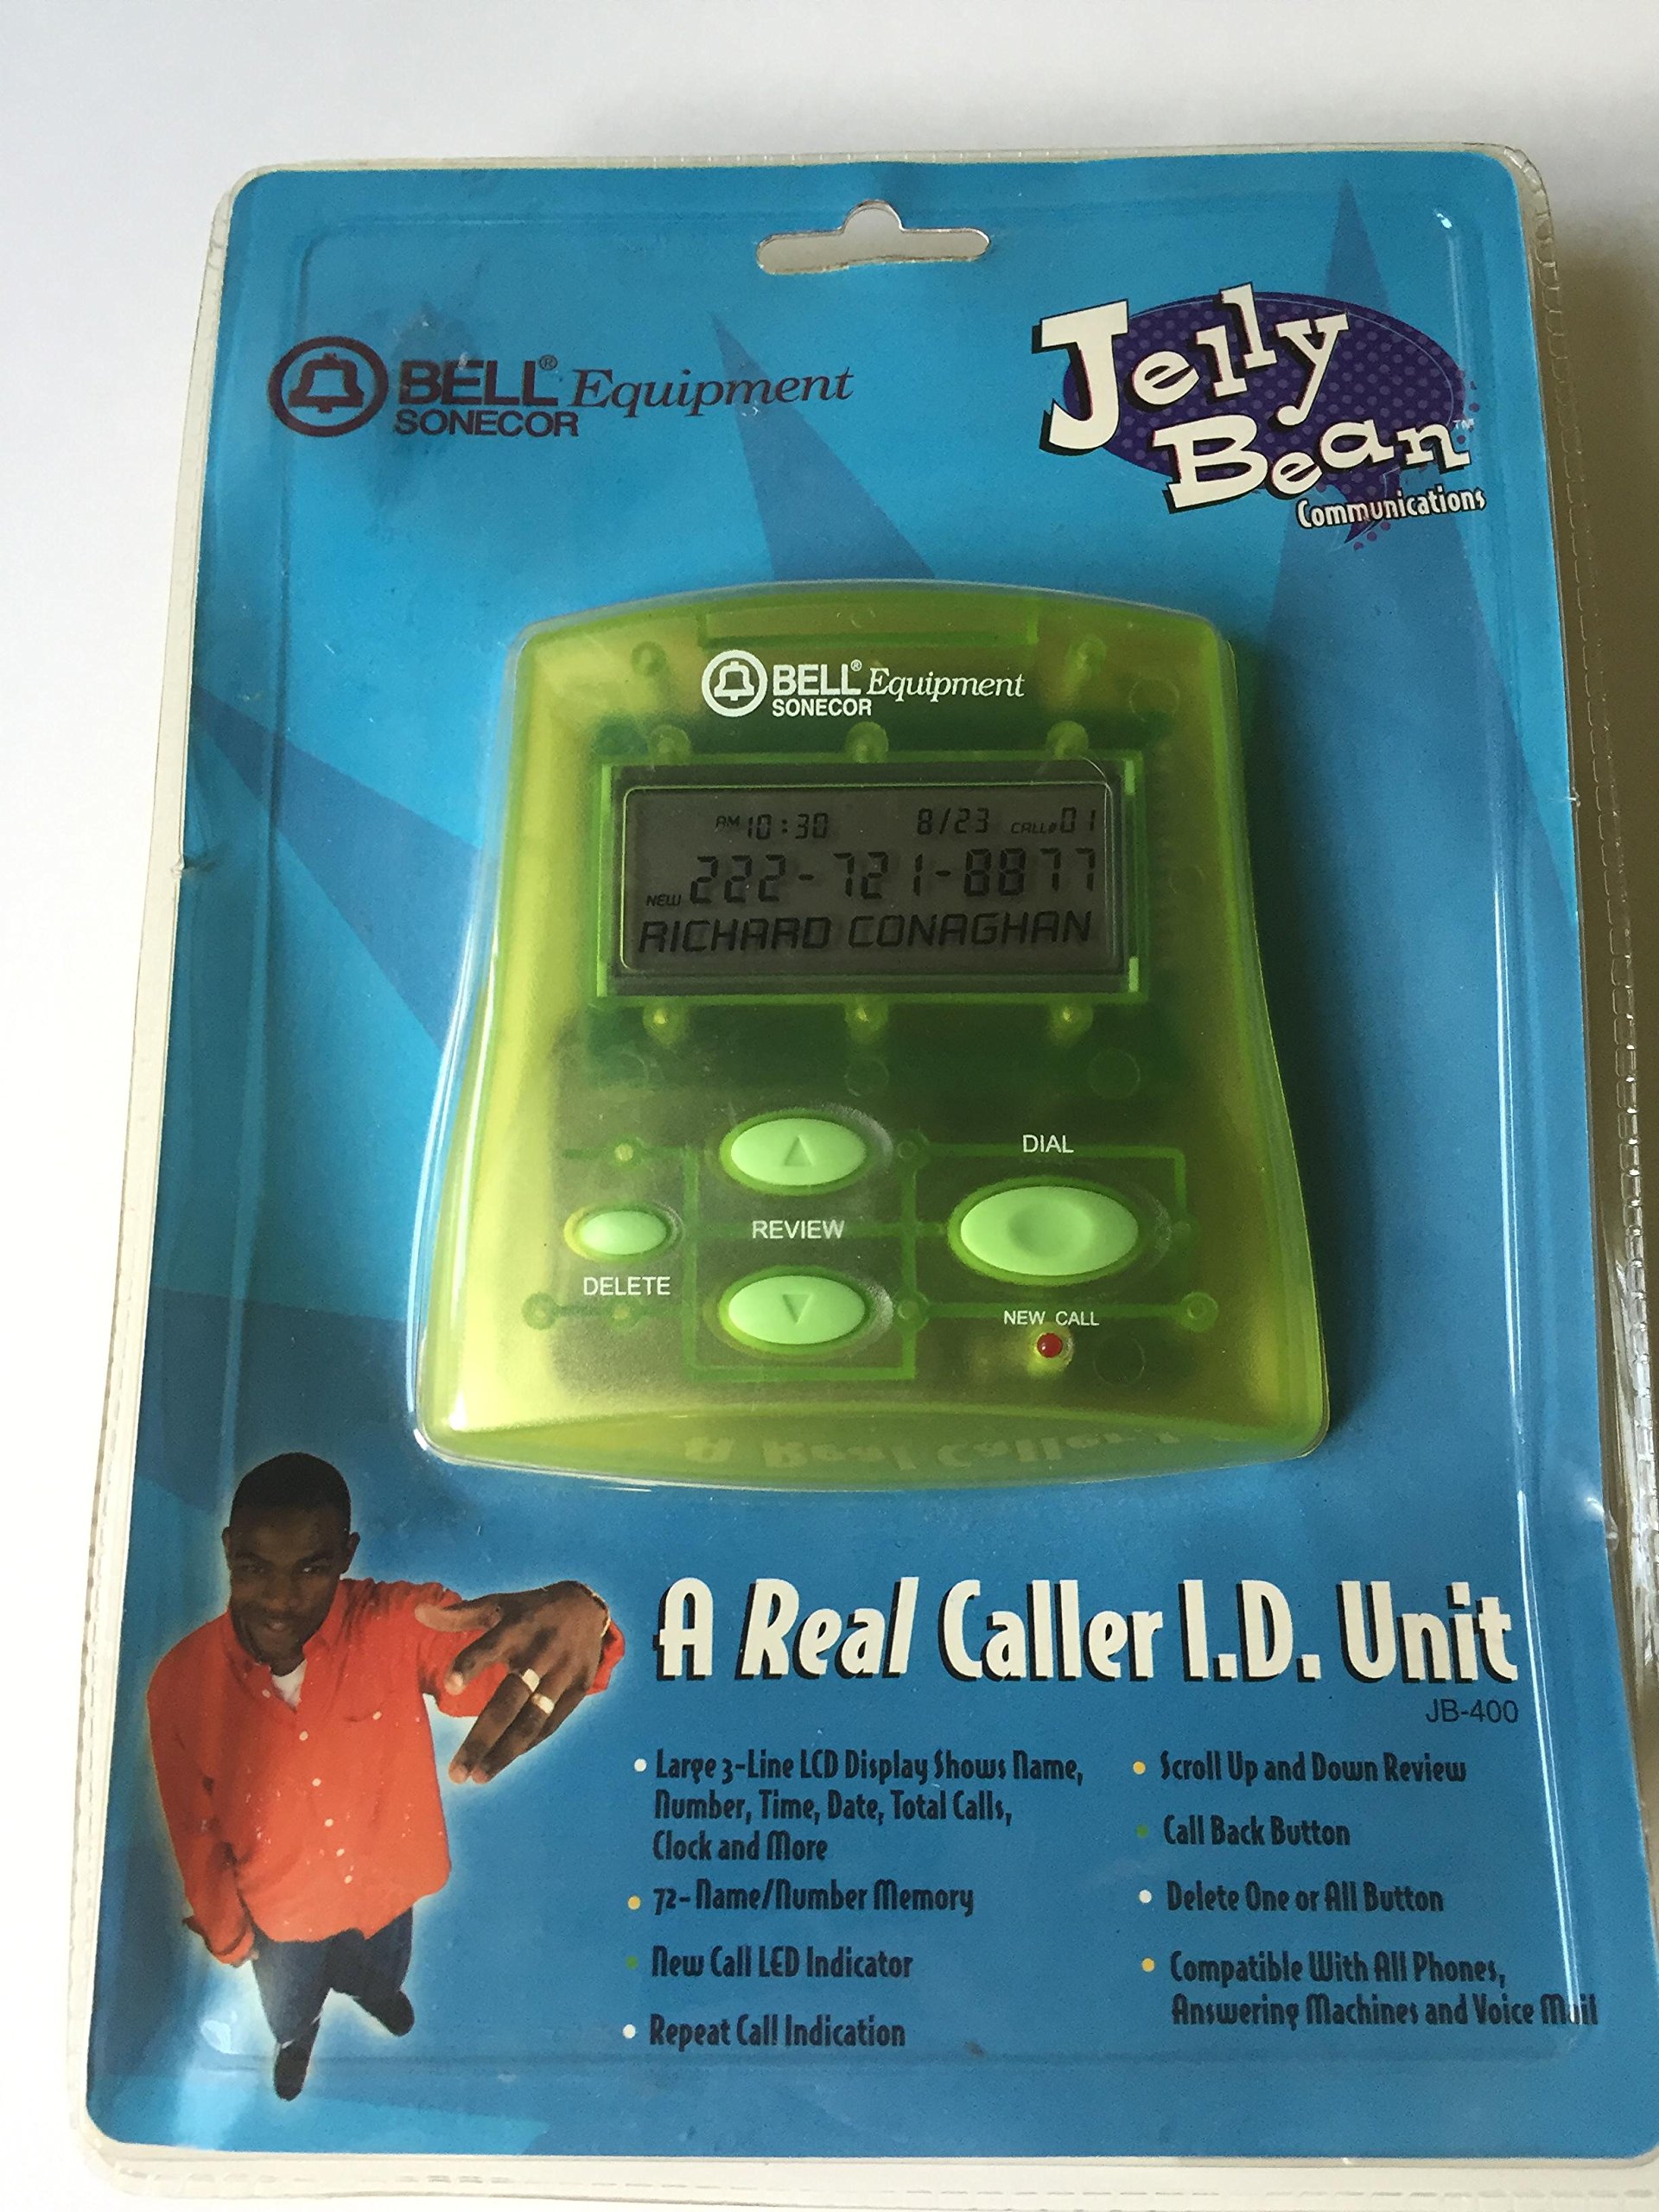 BELL® Equipment
SONECOR
Jelly
Bean™
Communications
BELL® Equipment
SONECOR
AM 10:30 8/23 CALL# 01
NEW 222-721-8877
RICHARD CONAGHAN
DIAL
REVIEW
DELETE
NEW CALL
A Real Caller I.D. Unit
JB-400
• Large 3-Line LCD Display Shows Name,
Number, Time, Date, Total Calls,
Clock and More
• 72-Name/Number Memory
• New Call LED Indicator
• Repeat Call Indication
• Scroll Up and Down Review
• Call Back Button
• Delete One or All Button
• Compatible With All Phones,
Answering Machines and Voice Mail